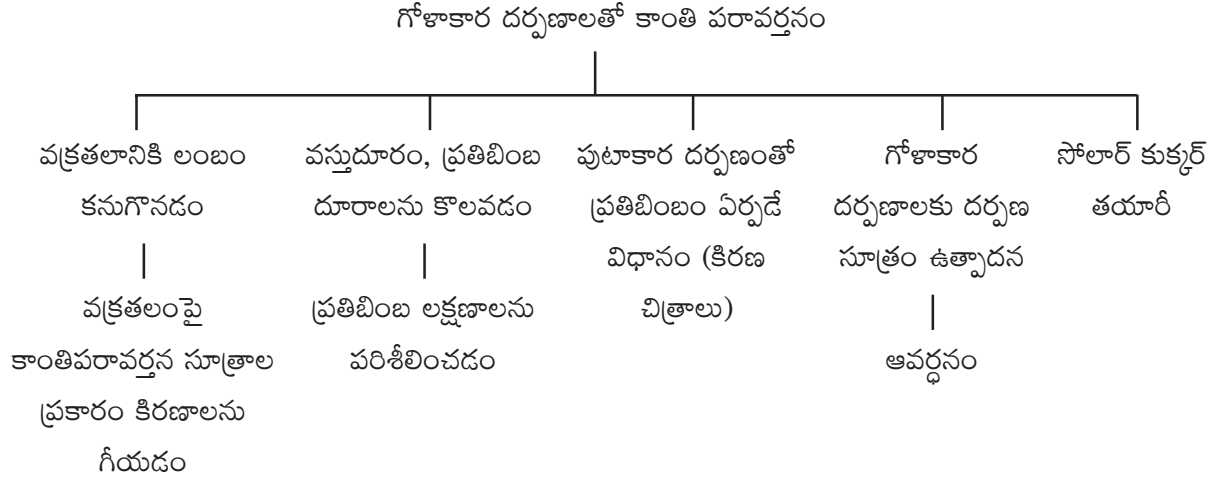 గోళాకార దర్పణాలతో కాంతి పరావర్తనం
వక్రతలానికి లంబం
కనుగొనడం
వక్రతలంపై
కాంతిపరావర్తన సూత్రాల
ప్రకారం కిరణాలను
గీయడం
వస్తుదూరం, ప్రతిబింబ
దూరాలను కొలవడం
ప్రతిబింబ లక్షణాలను
పరిశీలించడం
పుటాకార దర్పణంతో
ప్రతిబింబం ఏర్పడే
విధానం (కిరణ
చిత్రాలు)
గోళాకార
దర్పణాలకు దర్పణ
సూత్రం ఉత్పాదన
ఆవర్ధనం
సోలార్ కుక్కర్
తయారీ